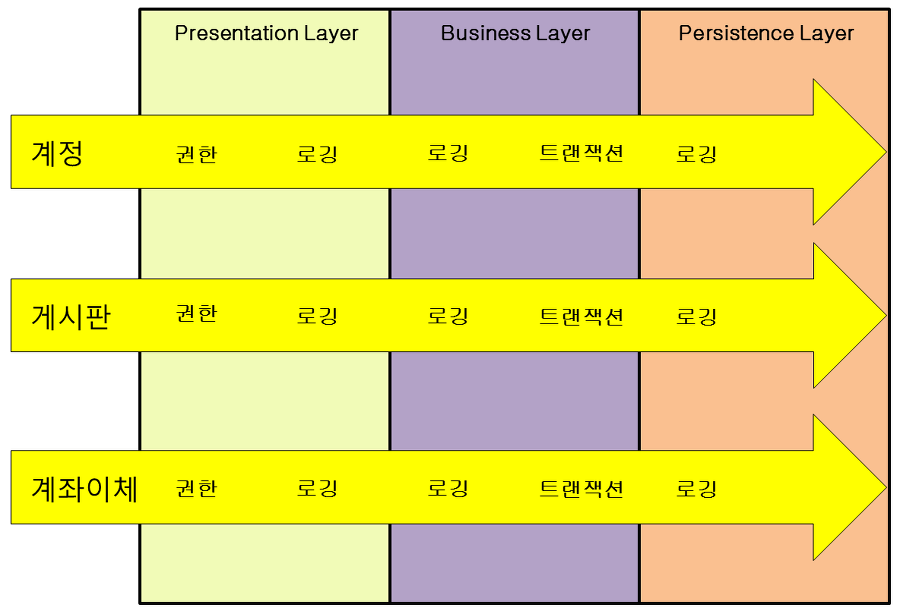 Presentation Layer
Business Layer
Persistence Layer
계정 권한 로깅 로깅 트랜잭션 로깅
게시판 권한 로깅 로깅 트랜잭션 로깅
계좌이체 권한 로깅 로깅 트랜잭션 로깅